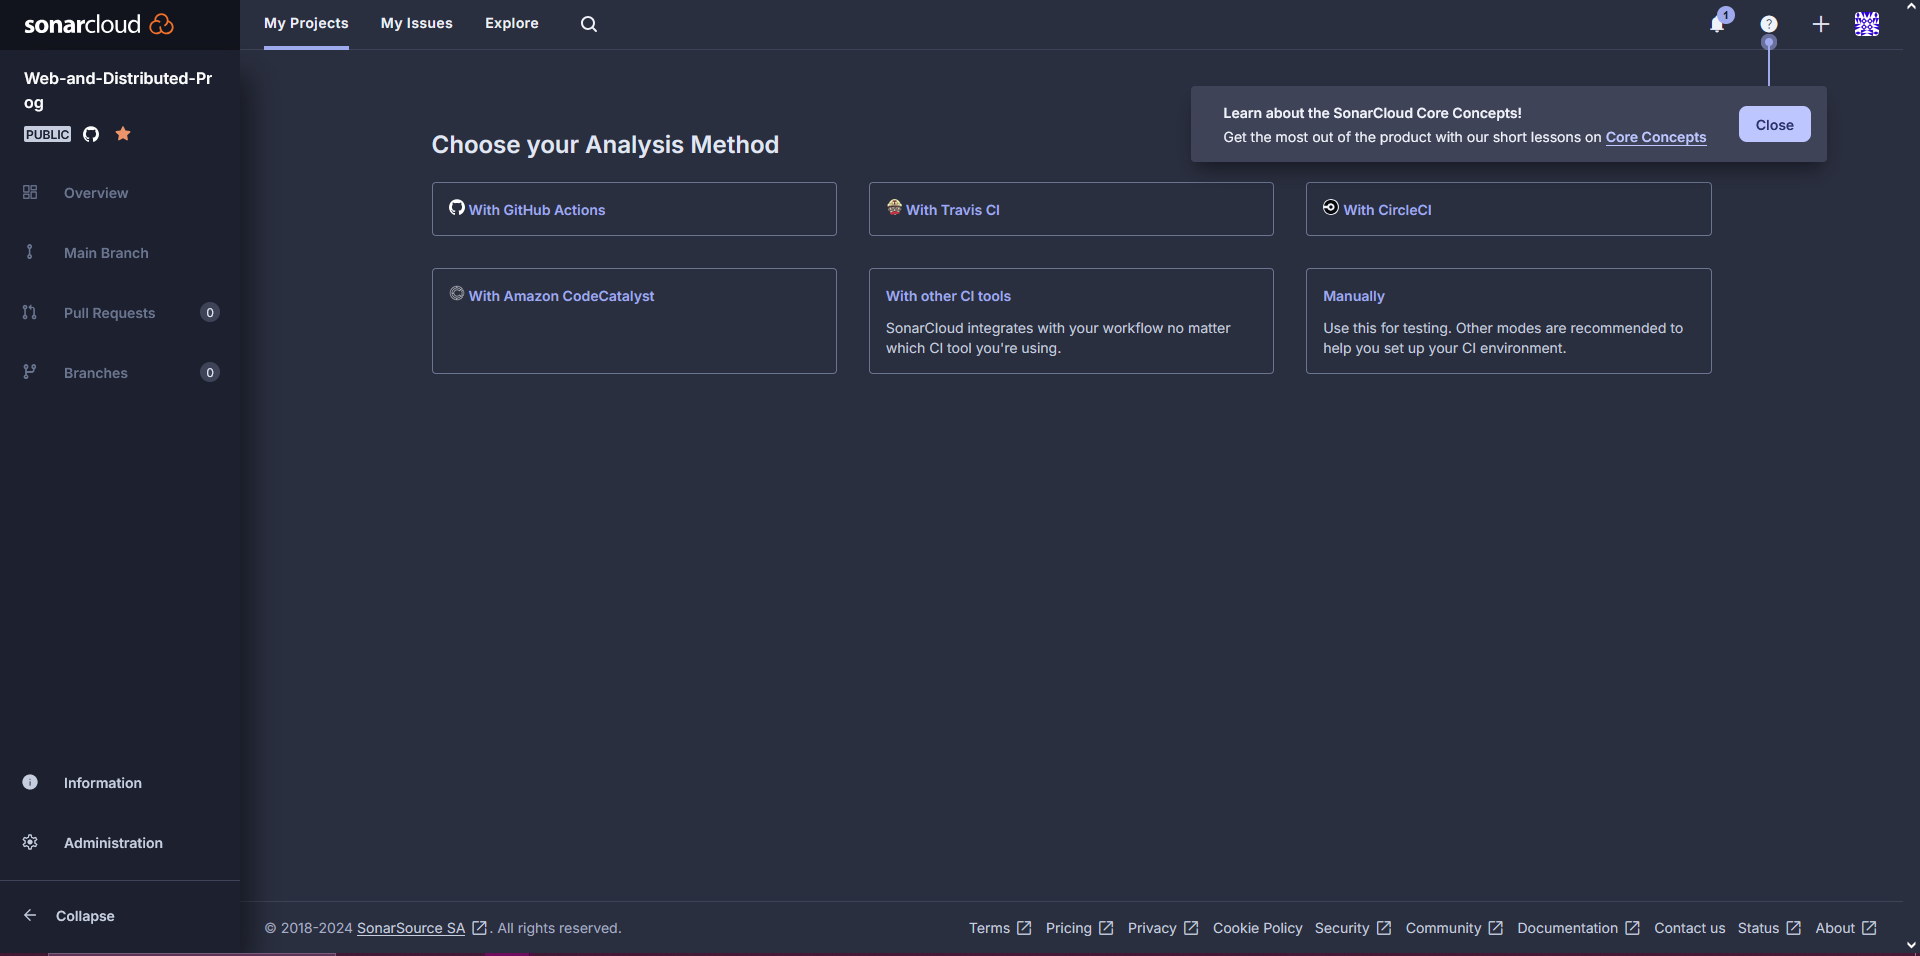 sonarcloud
My Projects
My Issues
Explore
1
?
Web-and-Distributed-Pr
og
PUBLIC
Overview
Main Branch
Pull Requests 0
Branches 0
Information
Administration
Collapse
Learn about the SonarCloud Core Concepts!
Get the most out of the product with our short lessons on Core Concepts
Close
Choose your Analysis Method
With GitHub Actions
With Travis CI
With CircleCI
With Amazon CodeCatalyst
With other CI tools
SonarCloud integrates with your workflow no matter
which CI tool you're using.
Manually
Use this for testing. Other modes are recommended to
help you set up your CI environment.
© 2018-2024 SonarSource SA. All rights reserved.
Terms
Pricing
Privacy
Cookie Policy
Security
Community
Documentation
Contact us
Status
About